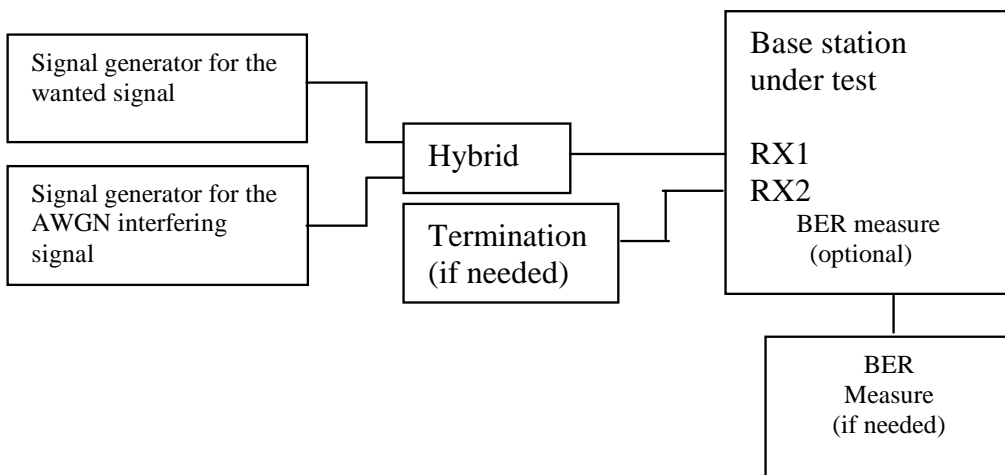 Signal generator for the
wanted signal
Signal generator for the
AWGN interfering
signal
Hybrid
Termination
(if needed)
Base station
under test
RX1
RX2
BER measure
(optional)
BER
Measure
(if needed)